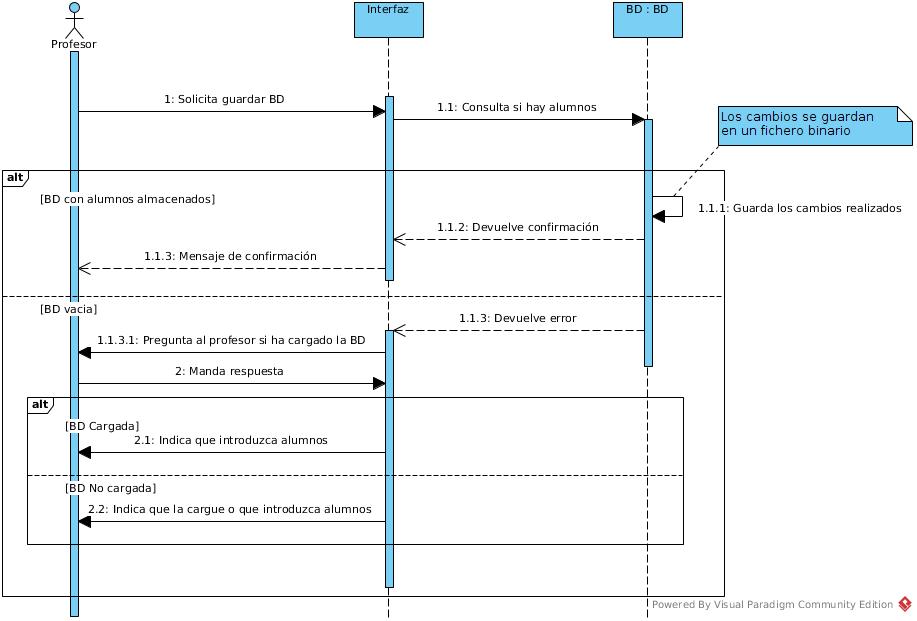 Interfaz
BD : BD
Profesor
1: Solicita guardar BD
1.1: Consulta si hay alumnos
Los cambios se guardan
en un fichero binario
alt
[BD con alumnos almacenados]
1.1.1: Guarda los cambios realizados
1.1.2: Devuelve confirmación
1.1.3: Mensaje de confirmación
[BD vacia]
1.1.3: Devuelve error
1.1.3.1: Pregunta al profesor si ha cargado la BD
2: Manda respuesta
alt
[BD Cargada]
2.1: Indica que introduzca alumnos
[BD No cargada]
2.2: Indica que la cargue o que introduzca alumnos
Powered By Visual Paradigm Community Edition